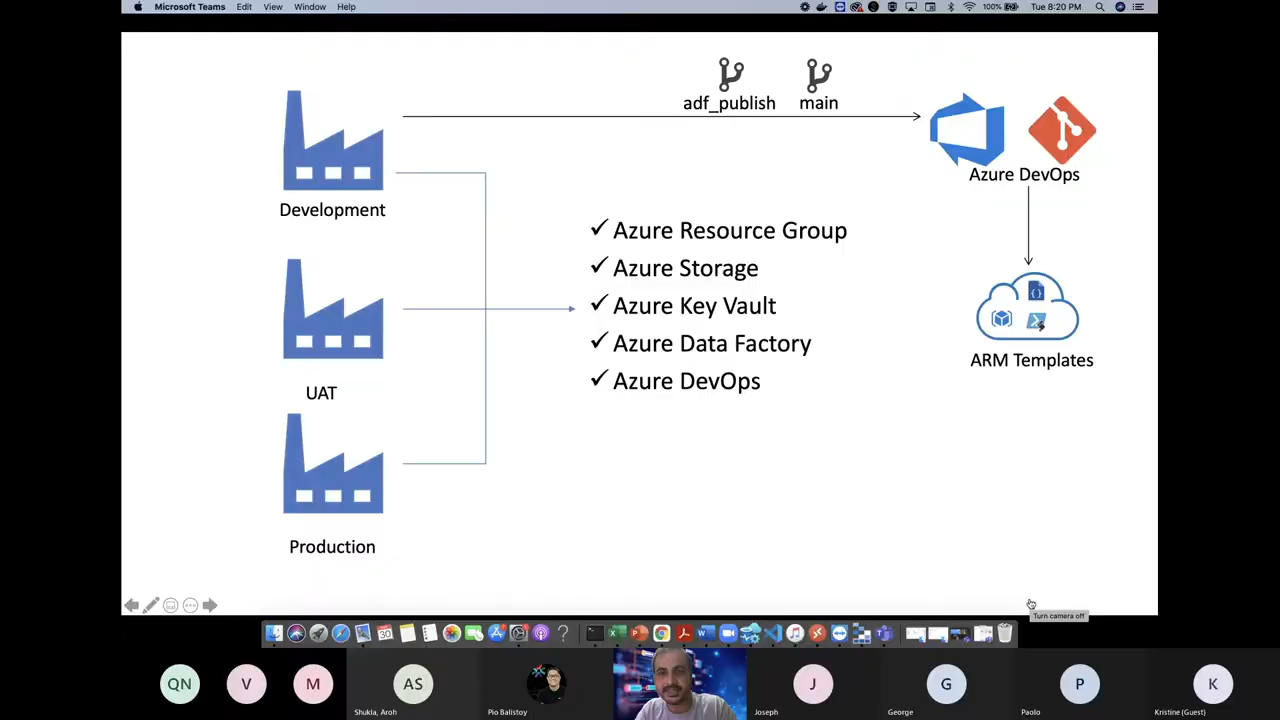 Microsoft Teams Edit View Window Help 100% Tue 8:20 PM
adf_publish main
Development
Azure DevOps
✓ Azure Resource Group
✓ Azure Storage
✓ Azure Key Vault
✓ Azure Data Factory
✓ Azure DevOps
UAT
ARM Templates
Production
Turn camera off
30
QN V M AS J G P K
Shukla, Aroh Pio Balistoy Joseph George Paolo Kristine (Guest)